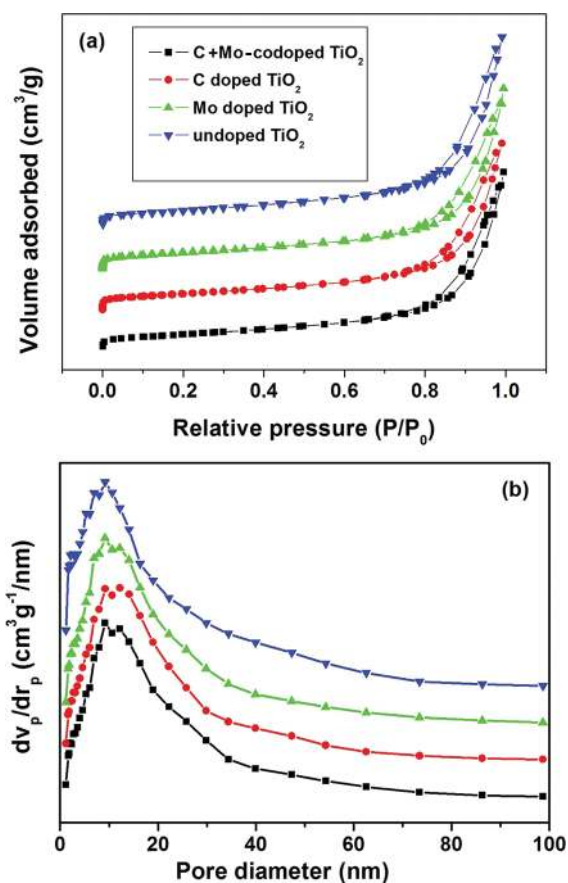 (a)
C+Mo-codoped TiO2
C doped TiO2
Mo doped TiO2
undoped TiO2
Volume adsorbed (cm3/g)
0.0 0.2 0.4 0.6 0.8 1.0
Relative pressure (P/P0)
(b)
dvp/drp (cm3g-1/nm)
0 20 40 60 80 100
Pore diameter (nm)